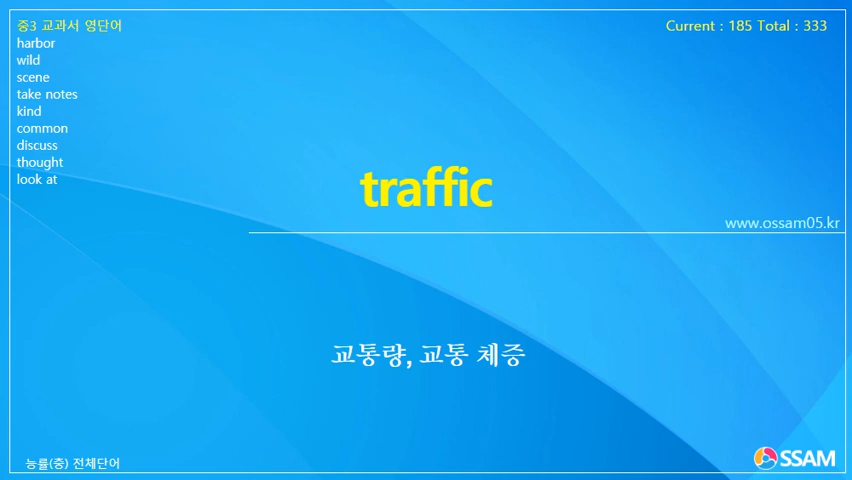 중3 교과서 영단어
Current : 185 Total : 333
harbor
wild
scene
take notes
kind
common
discuss
thought
look at
traffic
www.ossam05.kr
교통량, 교통 체증
능률(중) 전체단어
OSSAM